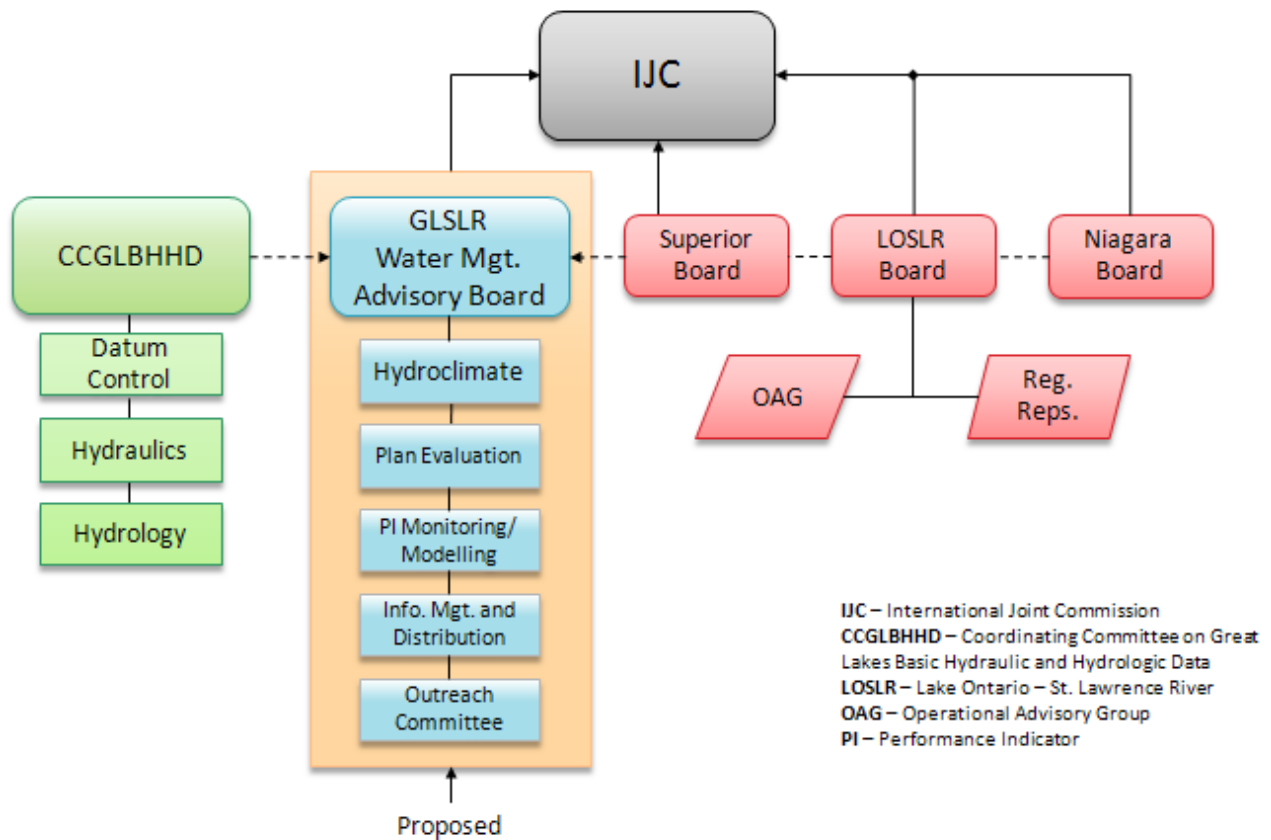 IJC
CCGLBHHD
GLSLR
Water Mgt.
Advisory Board
Superior
Board
LOSLR
Board
Niagara
Board
Datum
Control
Hydraulics
Hydrology
Hydroclimate
Plan Evaluation
PI Monitoring/
Modelling
Info. Mgt. and
Distribution
Outreach
Committee
OAG
Reg.
Reps.
IJC – International Joint Commission
CCGLBHHD – Coordinating Committee on Great
Lakes Basic Hydraulic and Hydrologic Data
LOSLR – Lake Ontario – St. Lawrence River
OAG – Operational Advisory Group
PI – Performance Indicator
Proposed